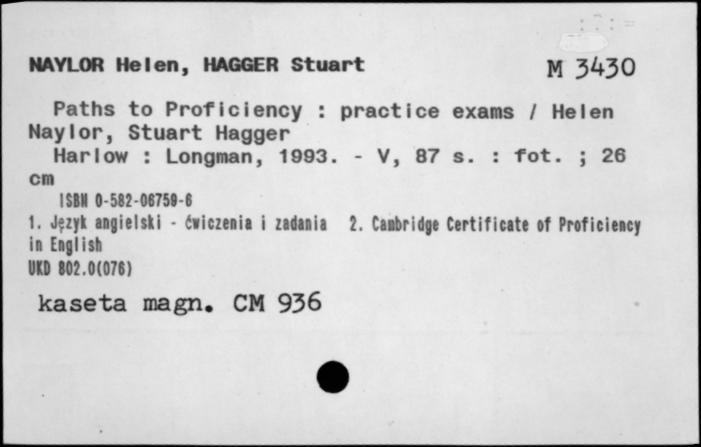 NAYLOR Helen, HAGGER Stuart
M 3430
Paths to Proficiency : practice exams / Helen
Naylor, Stuart Hagger
Harlow : Longman, 1993. - V, 87 s. : fot. ; 26
cm
ISBN 0-582-06759-6
1. Język angielski - ćwiczenia i zadania 2. Cambridge Certificate of Proficiency
in English
UKD 802.0(076)
kaseta magn. CM 936